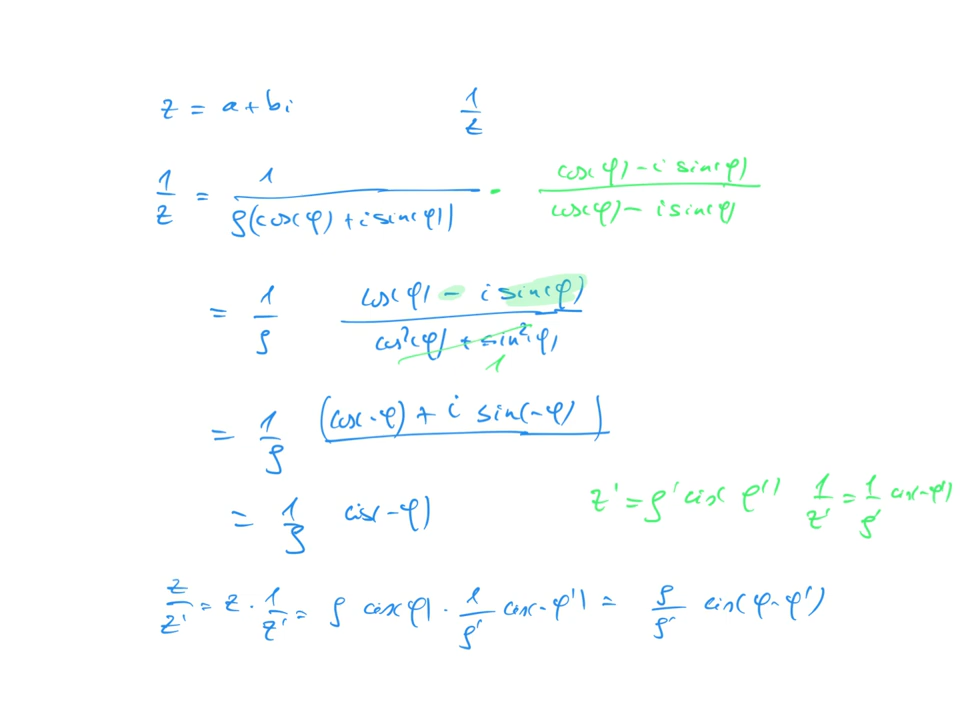 z = a + bi 1/z
1/z = 1/(ρ(cos(φ) + i sin(φ))) · (cos(φ) − i sin(φ))/(cos(φ) − i sin(φ))
= 1/ρ (cos(φ) − i sin(φ))/(cos²(φ) + sin²(φ))
1
= 1/ρ (cos(-φ) + i sin(-φ))
= 1/ρ cis(-φ)
z' = ρ' cis(φ') 1/z' = 1/ρ' cis(-φ')
z/z' = z · 1/z' = ρ cis(φ) · 1/ρ' cis(-φ') = ρ/ρ' cis(φ-φ')